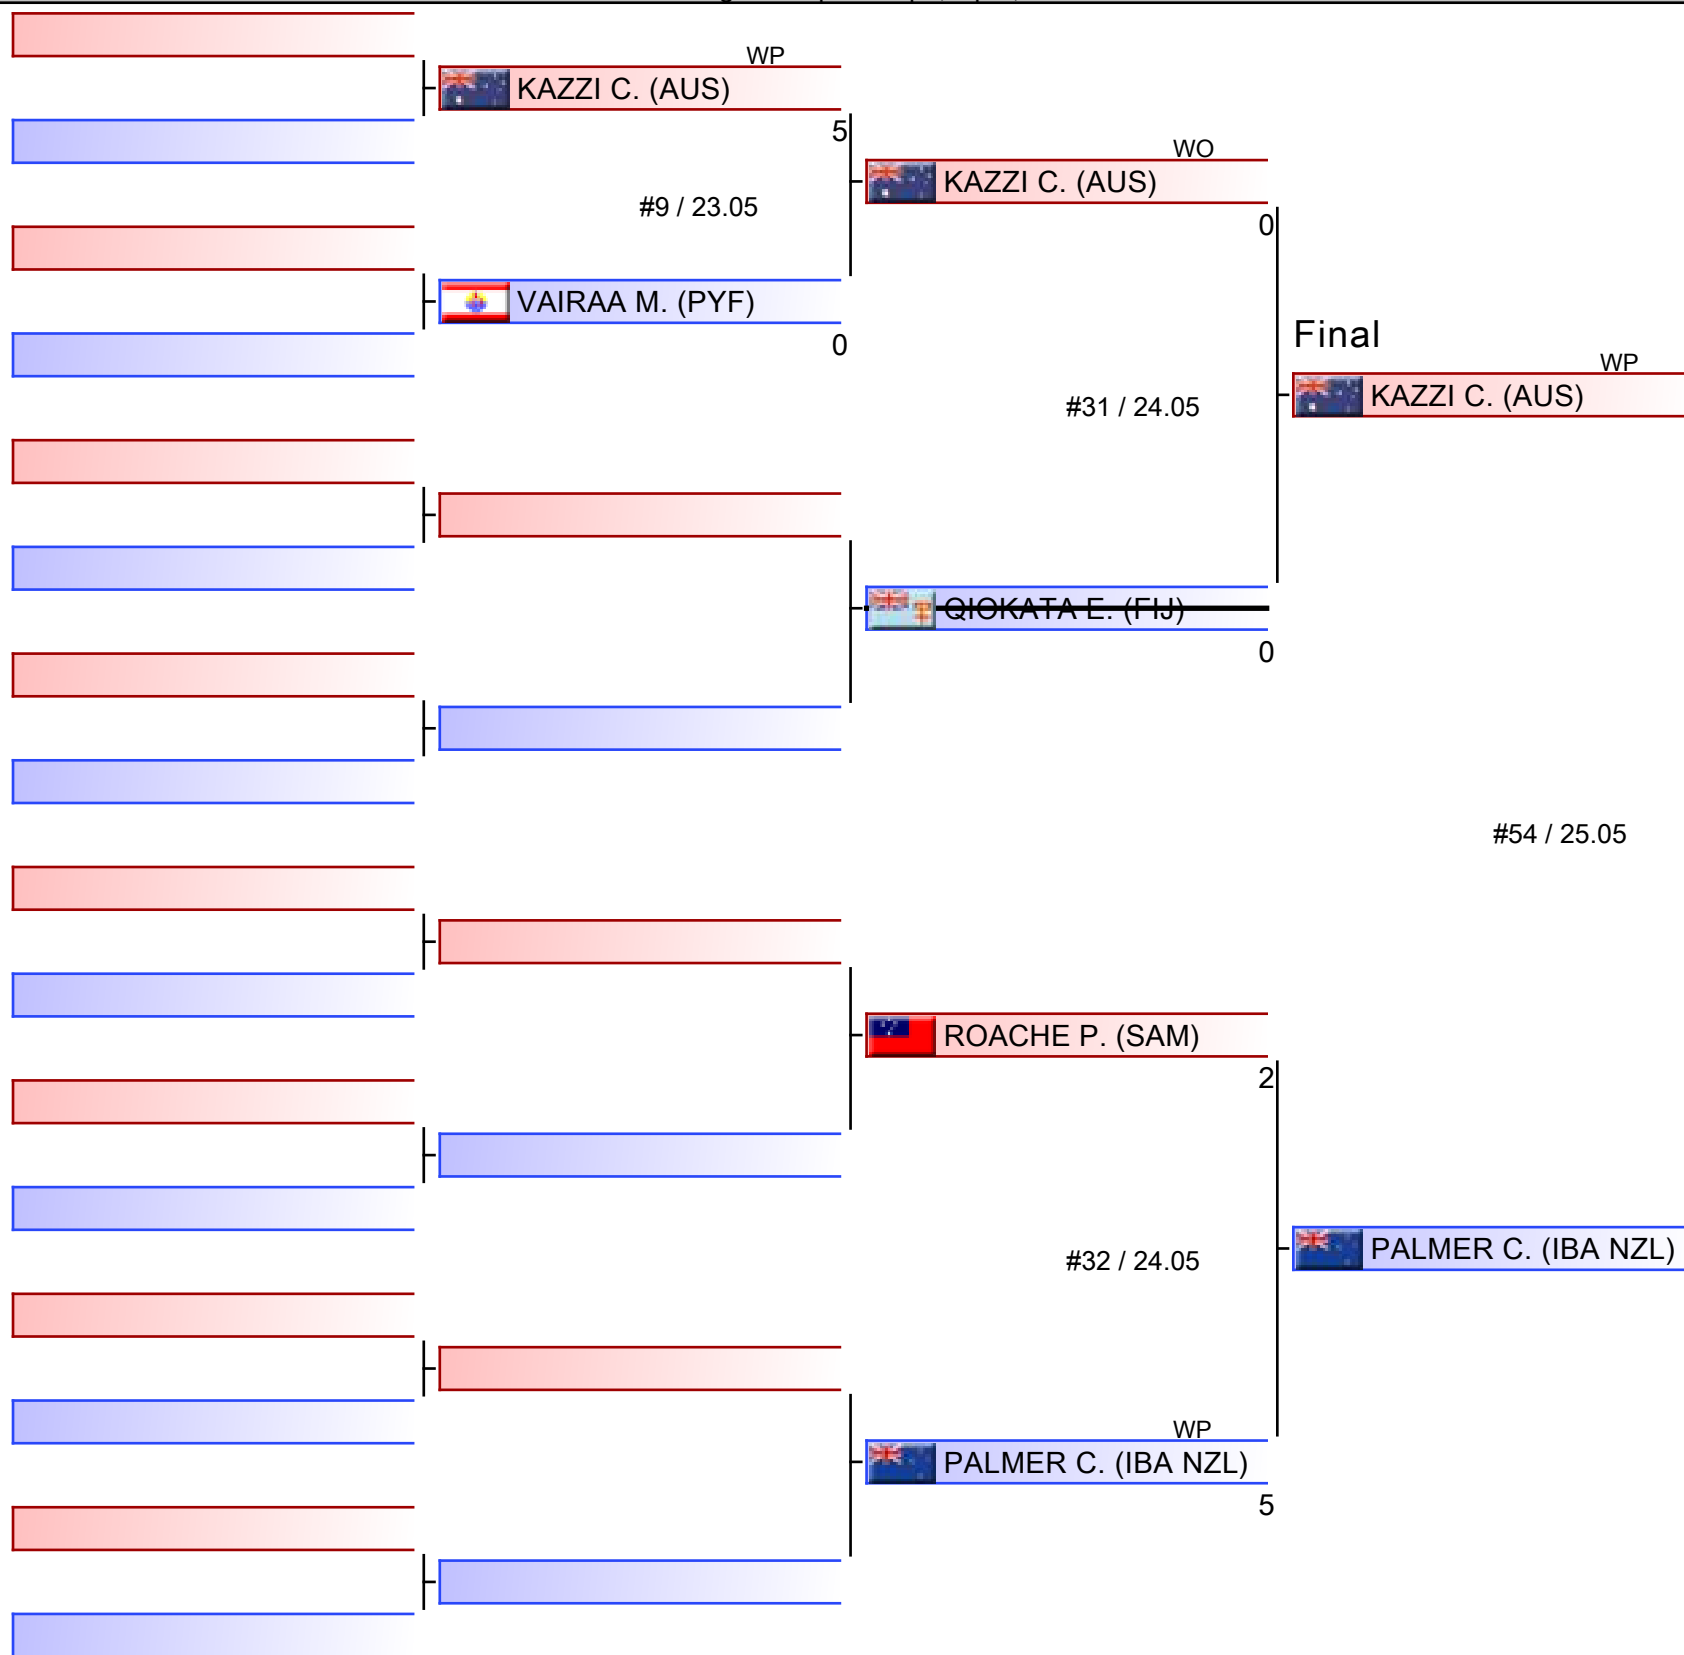 WP
KAZZI C. (AUS)
5
WO
KAZZI C. (AUS)
#9 / 23.05
0
VAIRAA M. (PYF)
0
Final
WP
KAZZI C. (AUS)
#31 / 24.05
QIOKATA E. (FIJ)
0
#54 / 25.05
ROACHE P. (SAM)
2
PALMER C. (IBA NZL)
#32 / 24.05
WP
PALMER C. (IBA NZL)
5